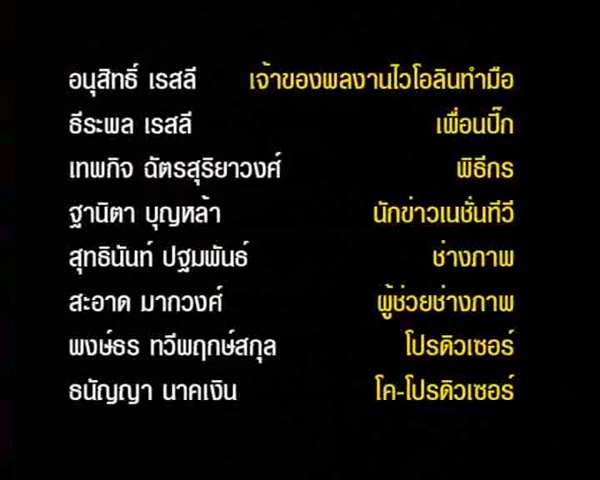 อนุสิทธิ์ เรสลี เจ้าของผลงานไวโอลินทำมือ
ธีระพล เรสลี เพื่อนปิ๊ก
เทพกิจ ฉัตรสุริยาวงศ์ พิธีกร
ฐานิตา บุญหล้า นักข่าวเนชั่นทีวี
สุทธินันท์ ปฐมพันธ์ ช่างภาพ
สะอาด มากวงศ์ ผู้ช่วยช่างภาพ
พงษ์ธร ทวีพฤกษ์สกุล โปรดิวเซอร์
ธนัญญา นาคเงิน โค-โปรดิวเซอร์